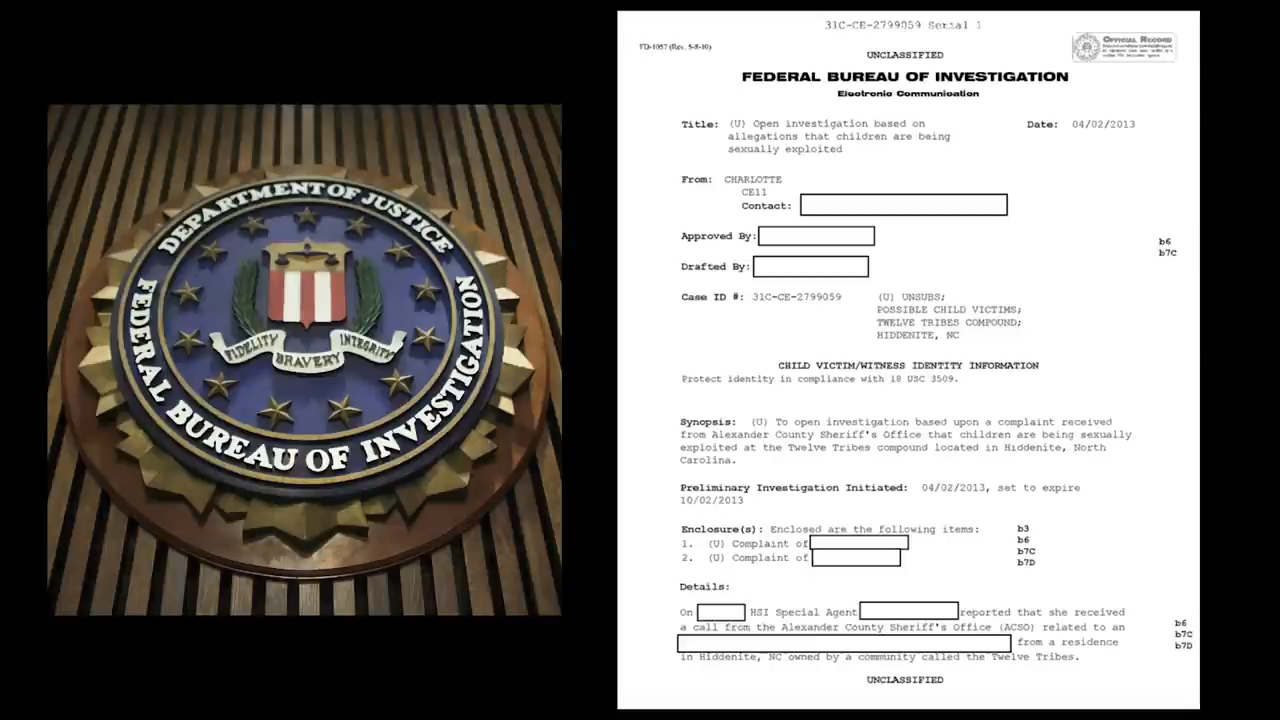 DEPARTMENT OF JUSTICE
FIDELITY
BRAVERY
INTEGRITY
FEDERAL BUREAU OF INVESTIGATION
31C-CE-2799059 Serial 1
FD-1057 (Rev. 5-8-10)
OFFICIAL RECORD
UNCLASSIFIED
FEDERAL BUREAU OF INVESTIGATION
Electronic Communication
Title: (U) Open investigation based on
allegations that children are being
sexually exploited
Date: 04/02/2013
From: CHARLOTTE
CE11
Contact:
Approved By:
b6
b7C
Drafted By:
Case ID #: 31C-CE-2799059 (U) UNSUBS;
POSSIBLE CHILD VICTIMS;
TWELVE TRIBES COMPOUND;
HIDDENITE, NC
CHILD VICTIM/WITNESS IDENTITY INFORMATION
Protect identity in compliance with 18 USC 3509.
Synopsis: (U) To open investigation based upon a complaint received
from Alexander County Sheriff's Office that children are being sexually
exploited at the Twelve Tribes compound located in Hiddenite, North
Carolina.
Preliminary Investigation Initiated: 04/02/2013, set to expire
10/02/2013
Enclosure(s): Enclosed are the following items:
1. (U) Complaint of
2. (U) Complaint of
b3
b6
b7C
b7D
Details:
On HSI Special Agent reported that she received
a call from the Alexander County Sheriff's Office (ACSO) related to an
from a residence
in Hiddenite, NC owned by a community called the Twelve Tribes.
b6
b7C
b7D
UNCLASSIFIED